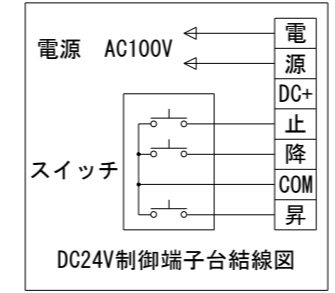 電源 AC100V
電
源
DC+
止
降
COM
昇
スイッチ
DC24V制御端子台結線図